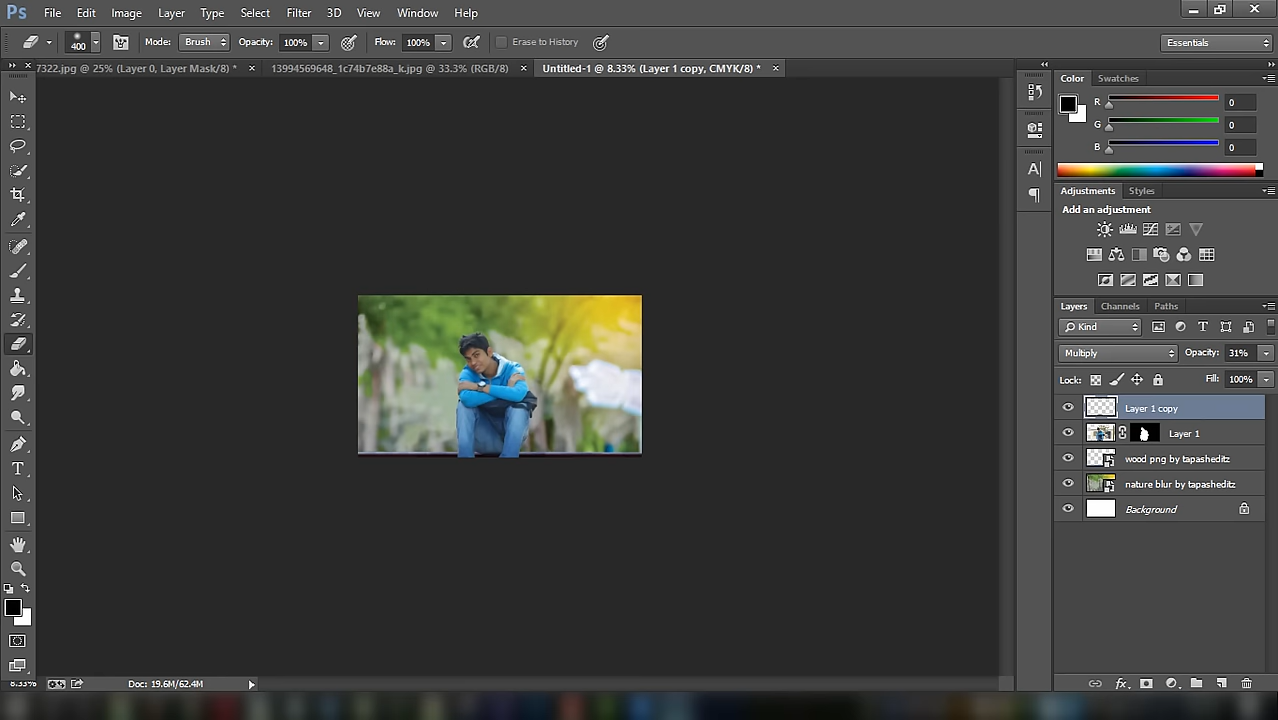 Ps File Edit Image Layer Type Select Filter 3D View Window Help
400 Mode: Brush Opacity: 100% Flow: 100% Erase to History Essentials
7322.jpg @ 25% (Layer 0, Layer Mask/8) * × 13994569648_1c74b7e88a_k.jpg @ 33.3% (RGB/8) × Untitled-1 @ 8.33% (Layer 1 copy, CMYK/8) * ×
Color Swatches
R 0
G 0
B 0
Adjustments Styles
Add an adjustment
Layers Channels Paths
Kind
Multiply Opacity: 31%
Lock: Fill: 100%
Layer 1 copy
Layer 1
wood png by tapasheditz
nature blur by tapasheditz
Background
8.33% Doc: 19.6M/62.4M